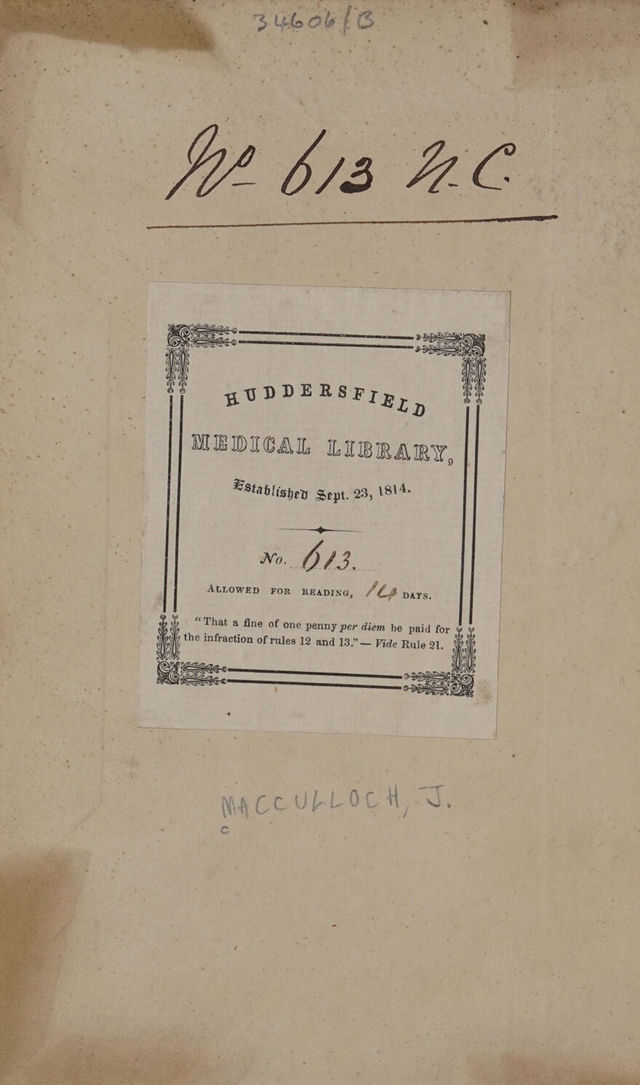 34606/B
No 613 N.C.
HUDDERSFIELD
MEDICAL LIBRARY,
Established Sept. 23, 1814.
No. 613.
ALLOWED FOR READING, 14 DAYS.
"That a fine of one penny per diem be paid for
the infraction of rules 12 and 13."— Vide Rule 21.
MACCULLOCH, J.
c